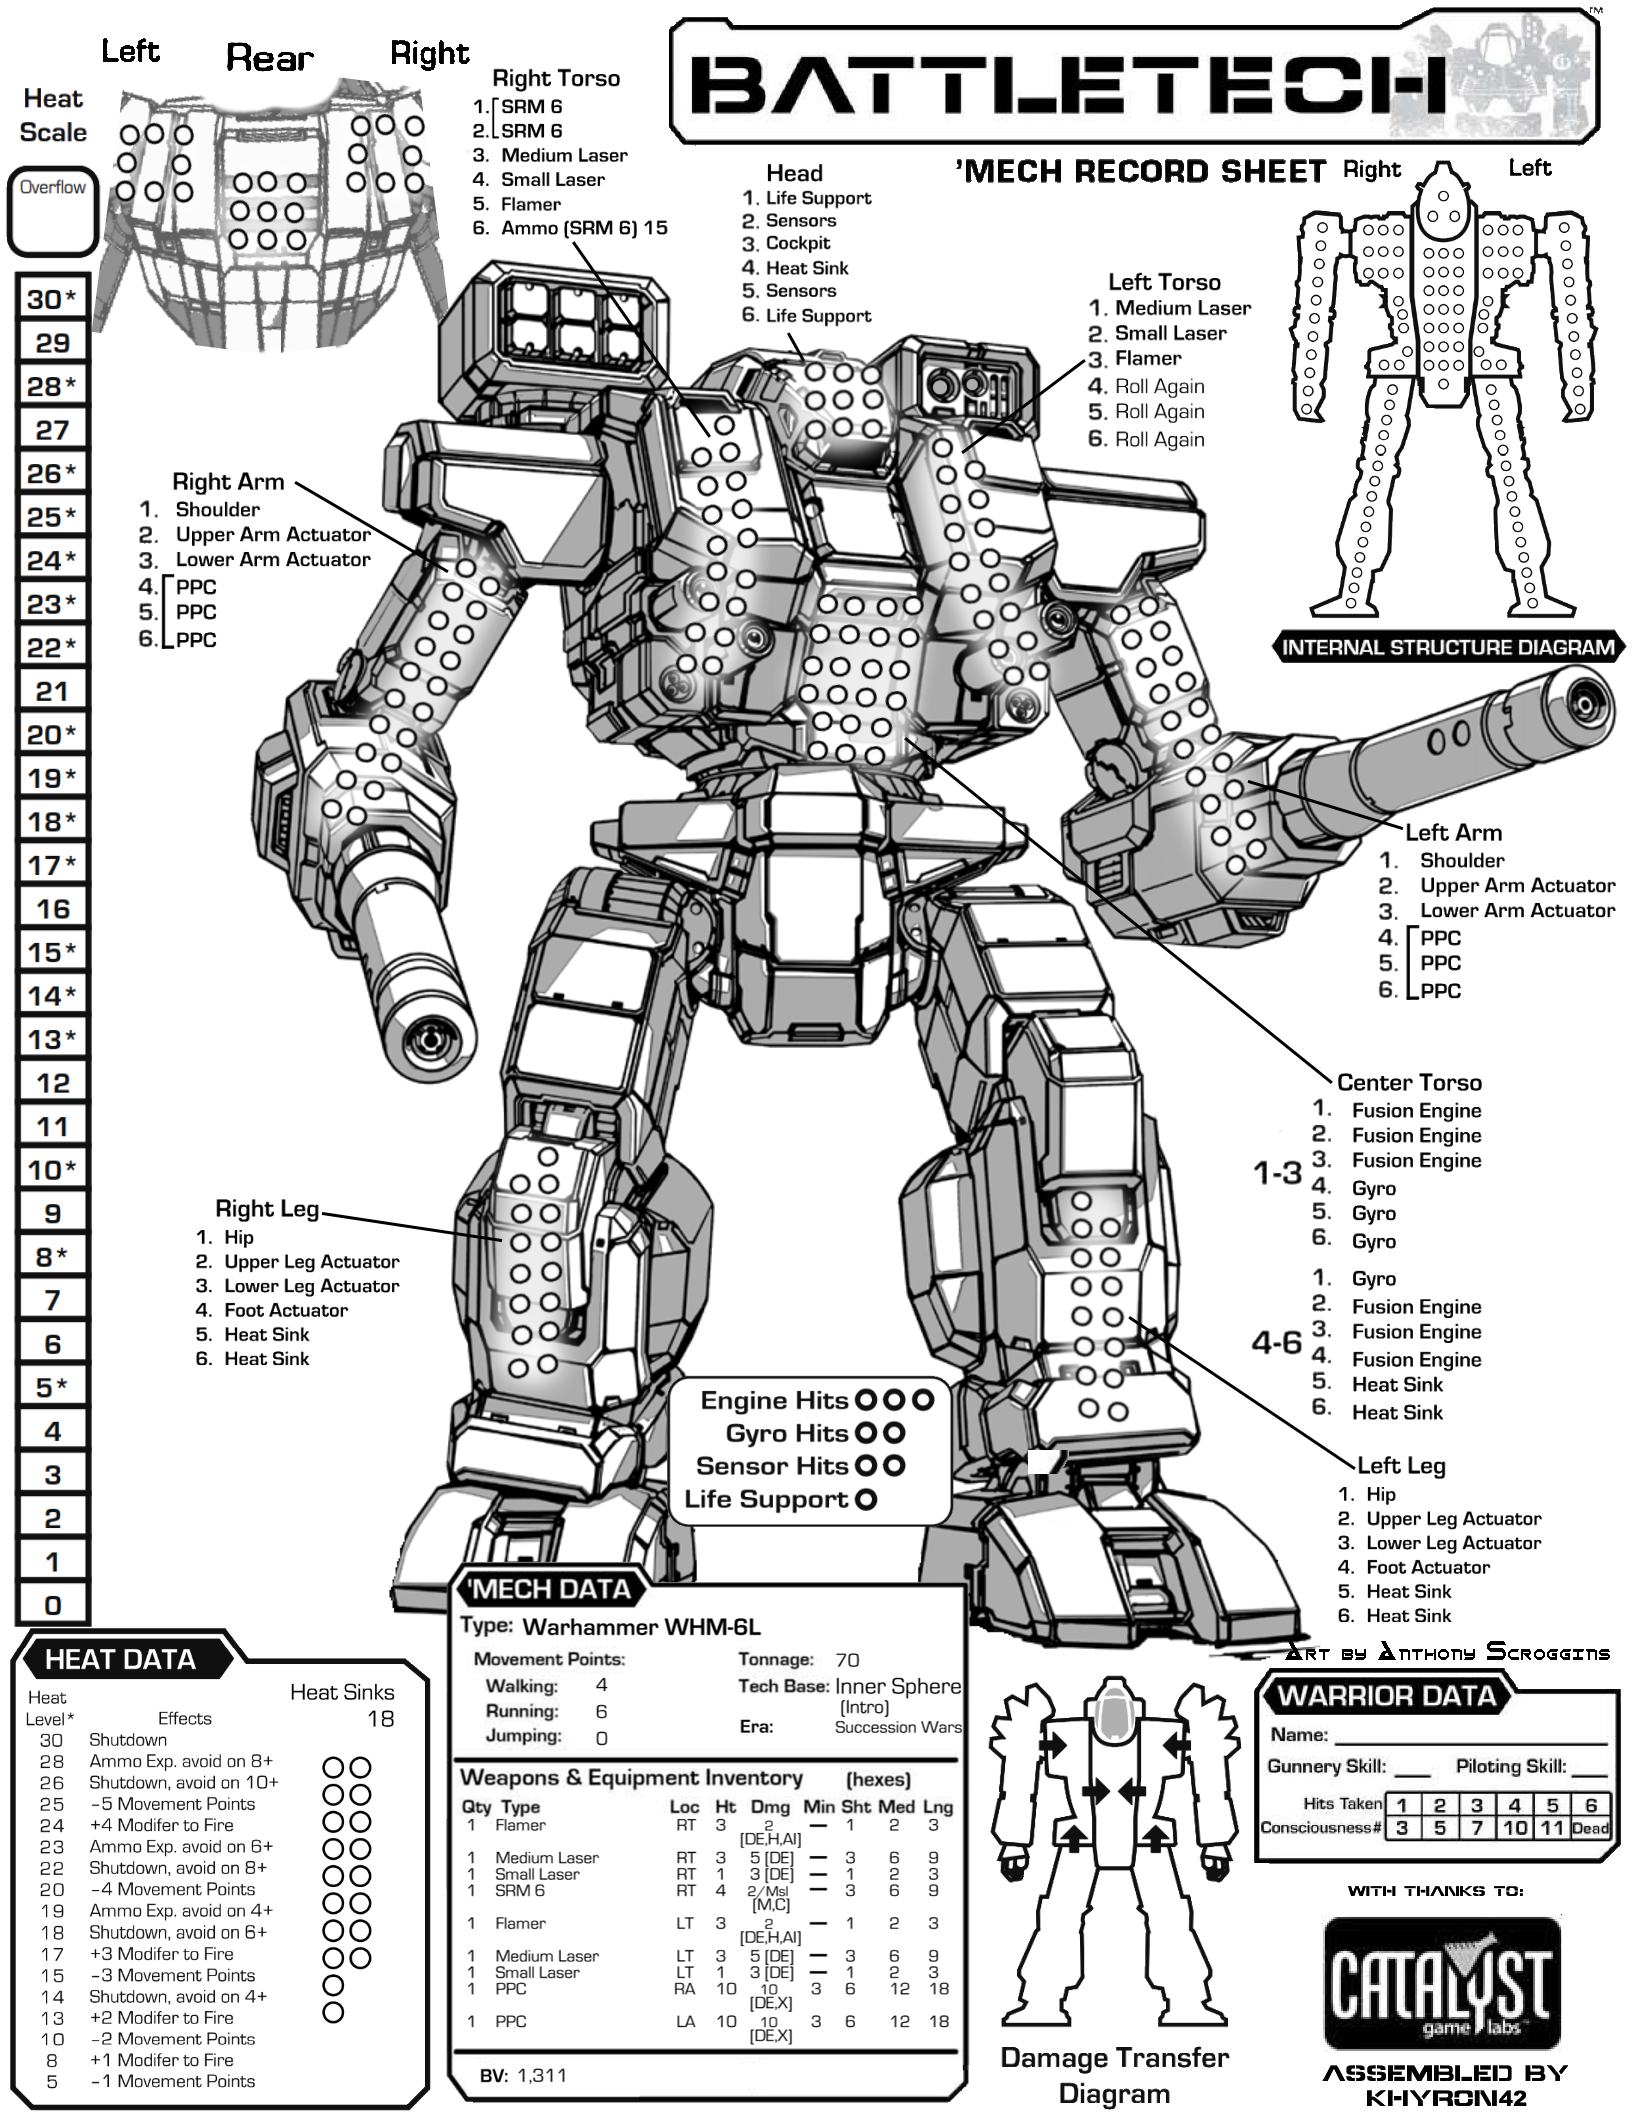 Left Rear Right
Heat
Scale
Overflow
30*
29
28*
27
26*
25*
24*
23*
22*
21
20*
19*
18*
17*
16
15*
14*
13*
12
11
10*
9
8*
7
6
5*
4
3
2
1
0
Right Torso
1. SRM 6
2. SRM 6
3. Medium Laser
4. Small Laser
5. Flamer
6. Ammo (SRM 6) 15
Head
1. Life Support
2. Sensors
3. Cockpit
4. Heat Sink
5. Sensors
6. Life Support
BATTLETECH
TM
'MECH RECORD SHEET
Right Left
INTERNAL STRUCTURE DIAGRAM
Left Torso
1. Medium Laser
2. Small Laser
3. Flamer
4. Roll Again
5. Roll Again
6. Roll Again
Right Arm
1. Shoulder
2. Upper Arm Actuator
3. Lower Arm Actuator
4. PPC
5. PPC
6. PPC
Left Arm
1. Shoulder
2. Upper Arm Actuator
3. Lower Arm Actuator
4. PPC
5. PPC
6. PPC
Center Torso
1-3
1. Fusion Engine
2. Fusion Engine
3. Fusion Engine
4. Gyro
5. Gyro
6. Gyro
4-6
1. Gyro
2. Fusion Engine
3. Fusion Engine
4. Fusion Engine
5. Heat Sink
6. Heat Sink
Right Leg
1. Hip
2. Upper Leg Actuator
3. Lower Leg Actuator
4. Foot Actuator
5. Heat Sink
6. Heat Sink
Engine Hits
Gyro Hits
Sensor Hits
Life Support
Left Leg
1. Hip
2. Upper Leg Actuator
3. Lower Leg Actuator
4. Foot Actuator
5. Heat Sink
6. Heat Sink
Art by Anthony Scroggins
HEAT DATA
Heat
Level* Effects
Heat Sinks
18
30 Shutdown
28 Ammo Exp. avoid on 8+
26 Shutdown, avoid on 10+
25 -5 Movement Points
24 +4 Modifer to Fire
23 Ammo Exp. avoid on 6+
22 Shutdown, avoid on 8+
20 -4 Movement Points
19 Ammo Exp. avoid on 4+
18 Shutdown, avoid on 6+
17 +3 Modifer to Fire
15 -3 Movement Points
14 Shutdown, avoid on 4+
13 +2 Modifer to Fire
10 -2 Movement Points
8 +1 Modifer to Fire
5 -1 Movement Points
'MECH DATA
Type: Warhammer WHM-6L
Movement Points:
Walking: 4
Running: 6
Jumping: 0
Tonnage: 70
Tech Base: Inner Sphere
(Intro)
Era: Succession Wars
Weapons & Equipment Inventory (hexes)
Qty Type Loc Ht Dmg Min Sht Med Lng
1 Flamer RT 3 2 — 1 2 3
[DE,H,AI]
1 Medium Laser RT 3 5 [DE] — 3 6 9
1 Small Laser RT 1 3 [DE] — 1 2 3
1 SRM 6 RT 4 2/Msl — 3 6 9
[M,C]
1 Flamer LT 3 2 — 1 2 3
[DE,H,AI]
1 Medium Laser LT 3 5 [DE] — 3 6 9
1 Small Laser LT 1 3 [DE] — 1 2 3
1 PPC RA 10 10 3 6 12 18
[DE,X]
1 PPC LA 10 10 3 6 12 18
[DE,X]
BV: 1,311
Damage Transfer
Diagram
WARRIOR DATA
Name:
Gunnery Skill: Piloting Skill:
Hits Taken 1 2 3 4 5 6
Consciousness# 3 5 7 10 11 Dead
WITH THANKS TO:
CATALYST
game labs
ASSEMBLED BY
KHYRON42